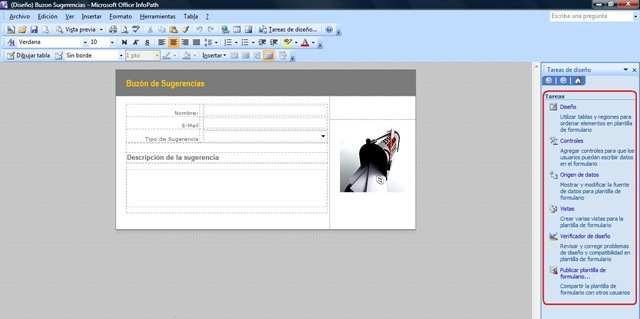 (Diseño) Buzon Sugerencias - Microsoft Office InfoPath
Archivo Edición Ver Insertar Formato Herramientas Tabla ?
Escriba una pregunta
Vista previa
Tareas de diseño...
Verdana 10
Dibujar tabla Sin borde 1 pto Insertar
Buzón de Sugerencias
Nombre:
E-Mail
Tipo de Sugerencia
Descripción de la sugerencia
Tareas de diseño
Tareas
Diseño
Utilizar tablas y regiones para
ordenar elementos en plantilla
de formulario
Controles
Agregar controles para que los
usuarios puedan escribir datos
en el formulario
Origen de datos
Mostrar y modificar la fuente
de datos para plantilla de
formulario
Vistas
Crear varias vistas para la
plantilla de formulario
Verificador de diseño
Revisar y corregir problemas
de diseño y compatibilidad en
plantilla de formulario
Publicar plantilla de
formulario...
Compartir la plantilla de
formulario con otros usuarios